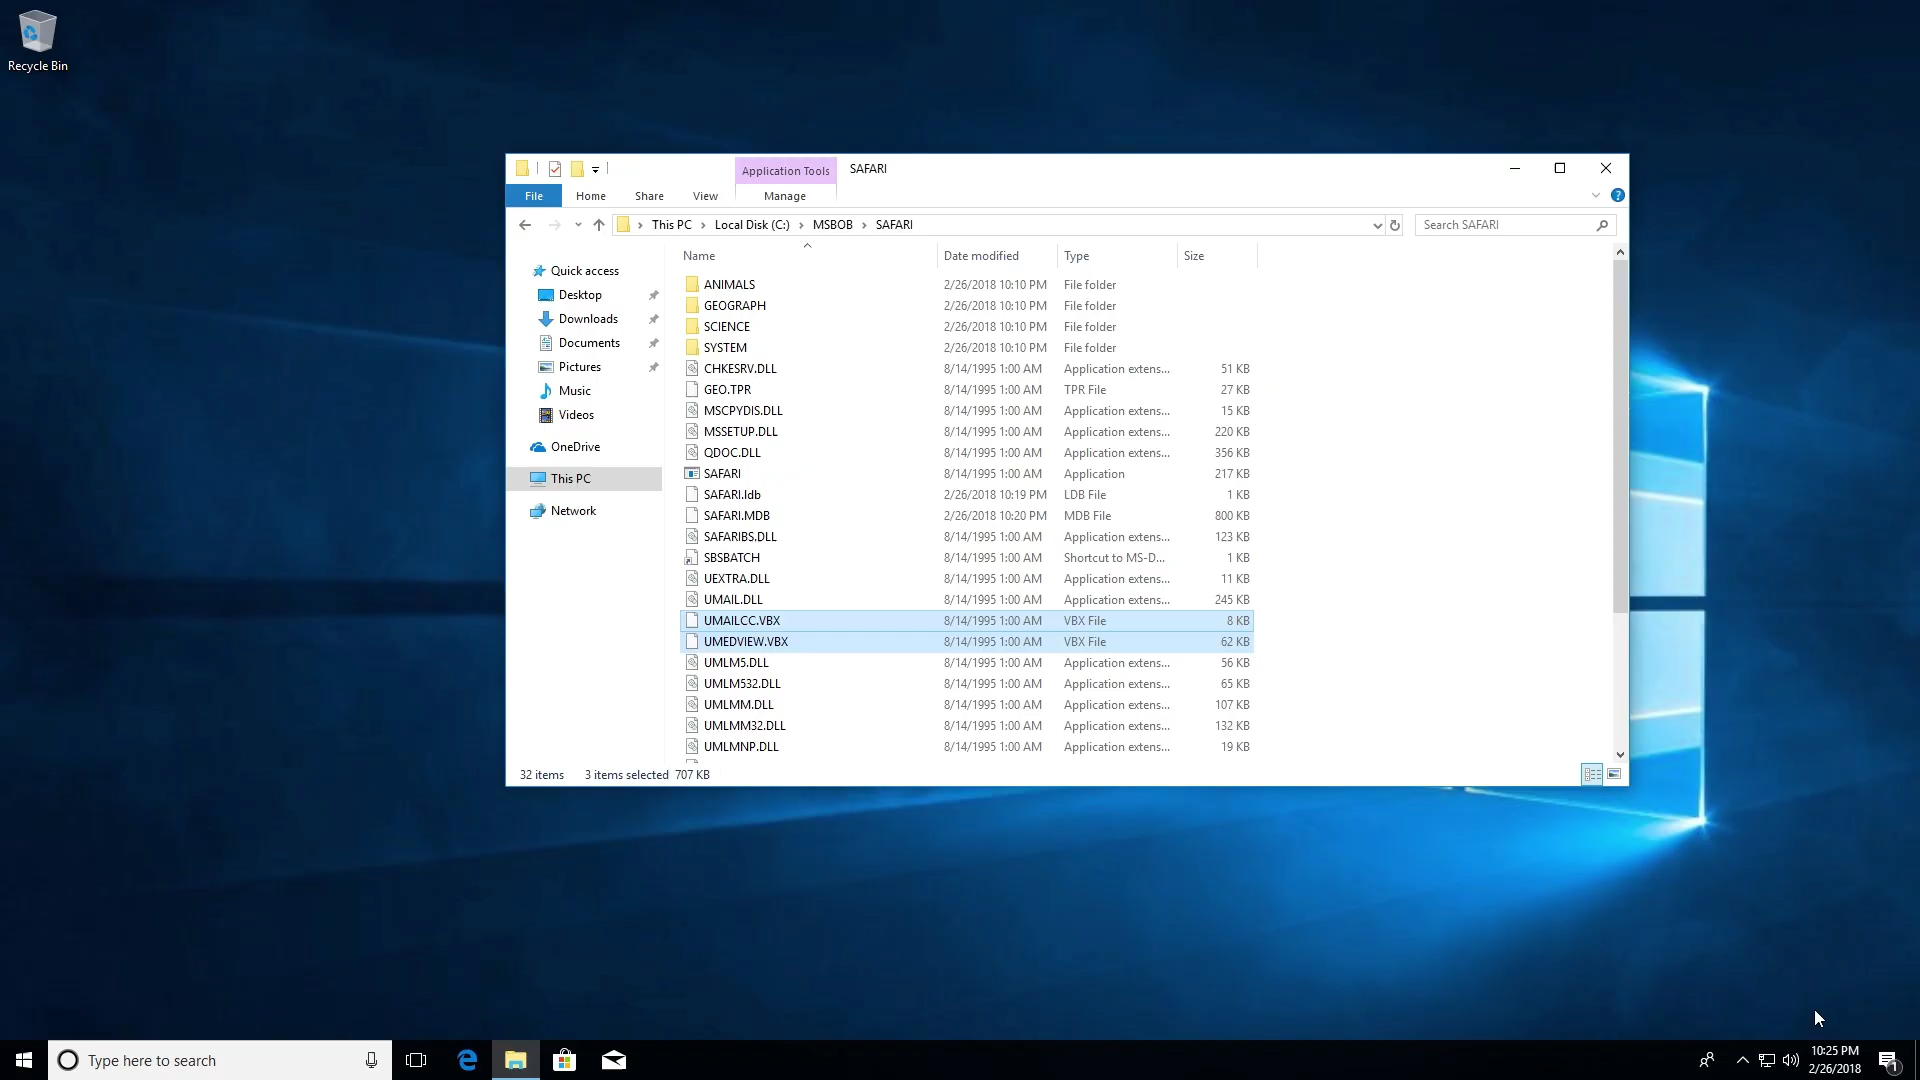 Recycle Bin
Application Tools
SAFARI
File
Home
Share
View
Manage
This PC
Local Disk (C:)
MSBOB
SAFARI
Search SAFARI
Name
Date modified
Type
Size
Quick access
Desktop
Downloads
Documents
Pictures
Music
Videos
OneDrive
This PC
Network
ANIMALS 2/26/2018 10:10 PM File folder
GEOGRAPH 2/26/2018 10:10 PM File folder
SCIENCE 2/26/2018 10:10 PM File folder
SYSTEM 2/26/2018 10:10 PM File folder
CHKESRV.DLL 8/14/1995 1:00 AM Application extens... 51 KB
GEO.TPR 8/14/1995 1:00 AM TPR File 27 KB
MSCPYDIS.DLL 8/14/1995 1:00 AM Application extens... 15 KB
MSSETUP.DLL 8/14/1995 1:00 AM Application extens... 220 KB
QDOC.DLL 8/14/1995 1:00 AM Application extens... 356 KB
SAFARI 8/14/1995 1:00 AM Application 217 KB
SAFARI.ldb 2/26/2018 10:19 PM LDB File 1 KB
SAFARI.MDB 2/26/2018 10:20 PM MDB File 800 KB
SAFARIBS.DLL 8/14/1995 1:00 AM Application extens... 123 KB
SBSBATCH 8/14/1995 1:00 AM Shortcut to MS-D... 1 KB
UEXTRA.DLL 8/14/1995 1:00 AM Application extens... 11 KB
UMAIL.DLL 8/14/1995 1:00 AM Application extens... 245 KB
UMAILCC.VBX 8/14/1995 1:00 AM VBX File 8 KB
UMEDVIEW.VBX 8/14/1995 1:00 AM VBX File 62 KB
UMLM5.DLL 8/14/1995 1:00 AM Application extens... 56 KB
UMLM532.DLL 8/14/1995 1:00 AM Application extens... 65 KB
UMLMM.DLL 8/14/1995 1:00 AM Application extens... 107 KB
UMLMM32.DLL 8/14/1995 1:00 AM Application extens... 132 KB
UMLMNP.DLL 8/14/1995 1:00 AM Application extens... 19 KB
32 items 3 items selected 707 KB
Type here to search
10:25 PM
2/26/2018
1